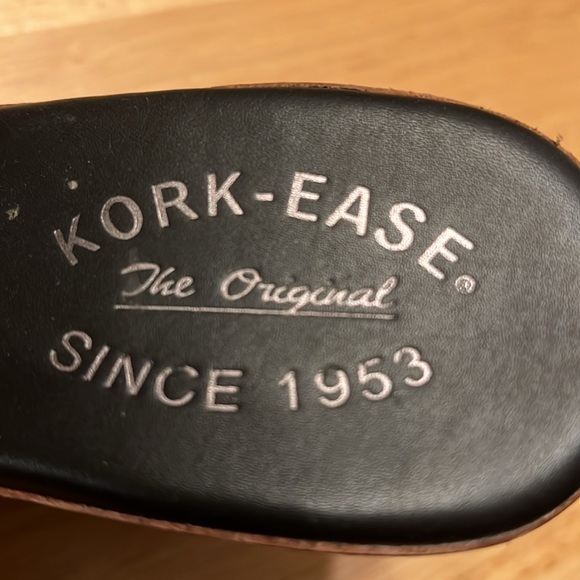 KORK-EASE®
The Original
SINCE 1953